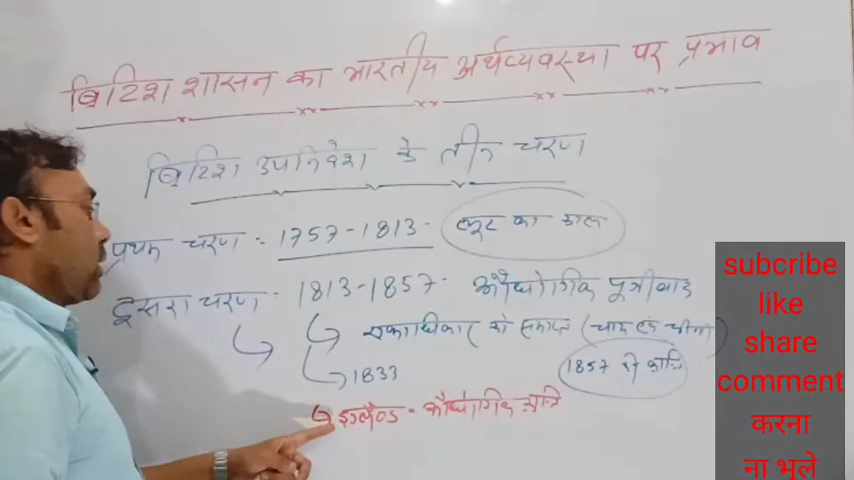 ब्रिटिश शासन का भारतीय अर्थव्यवस्था पर प्रभाव
ब्रिटिश उपनिवेश के तीन चरण
प्रथम चरण - 1757-1813- लूट का काल
दूसरा चरण - 1813-1857- औद्योगिक पूंजीवाद
एकाधिकार को समाप्त (चाय एवं चीन)
1833
1857 की क्रांति
इंग्लैण्ड - औद्योगिक क्रांति
subcribe
like
share
comment
करना
ना भूले